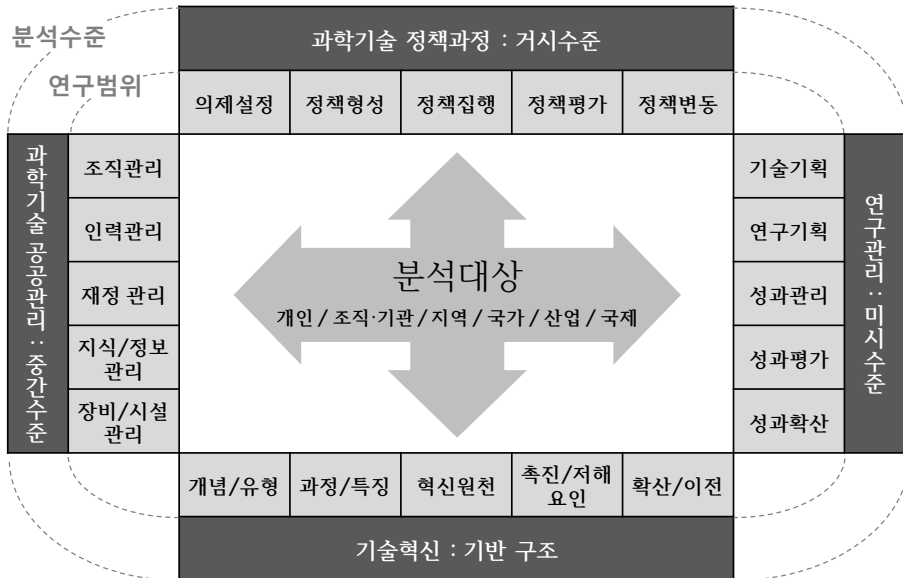 분석수준
연구범위
과학기술 정책과정 : 거시수준
의제설정
정책형성
정책집행
정책평가
정책변동
과학기술 공공관리 : 중간수준
조직관리
인력관리
재정 관리
지식/정보
관리
장비/시설
관리
분석대상
개인 / 조직·기관 / 지역 / 국가 / 산업 / 국제
기술기획
연구기획
성과관리
성과평가
성과확산
연구관리 : 미시수준
개념/유형
과정/특징
혁신원천
촉진/저해
요인
확산/이전
기술혁신 : 기반 구조